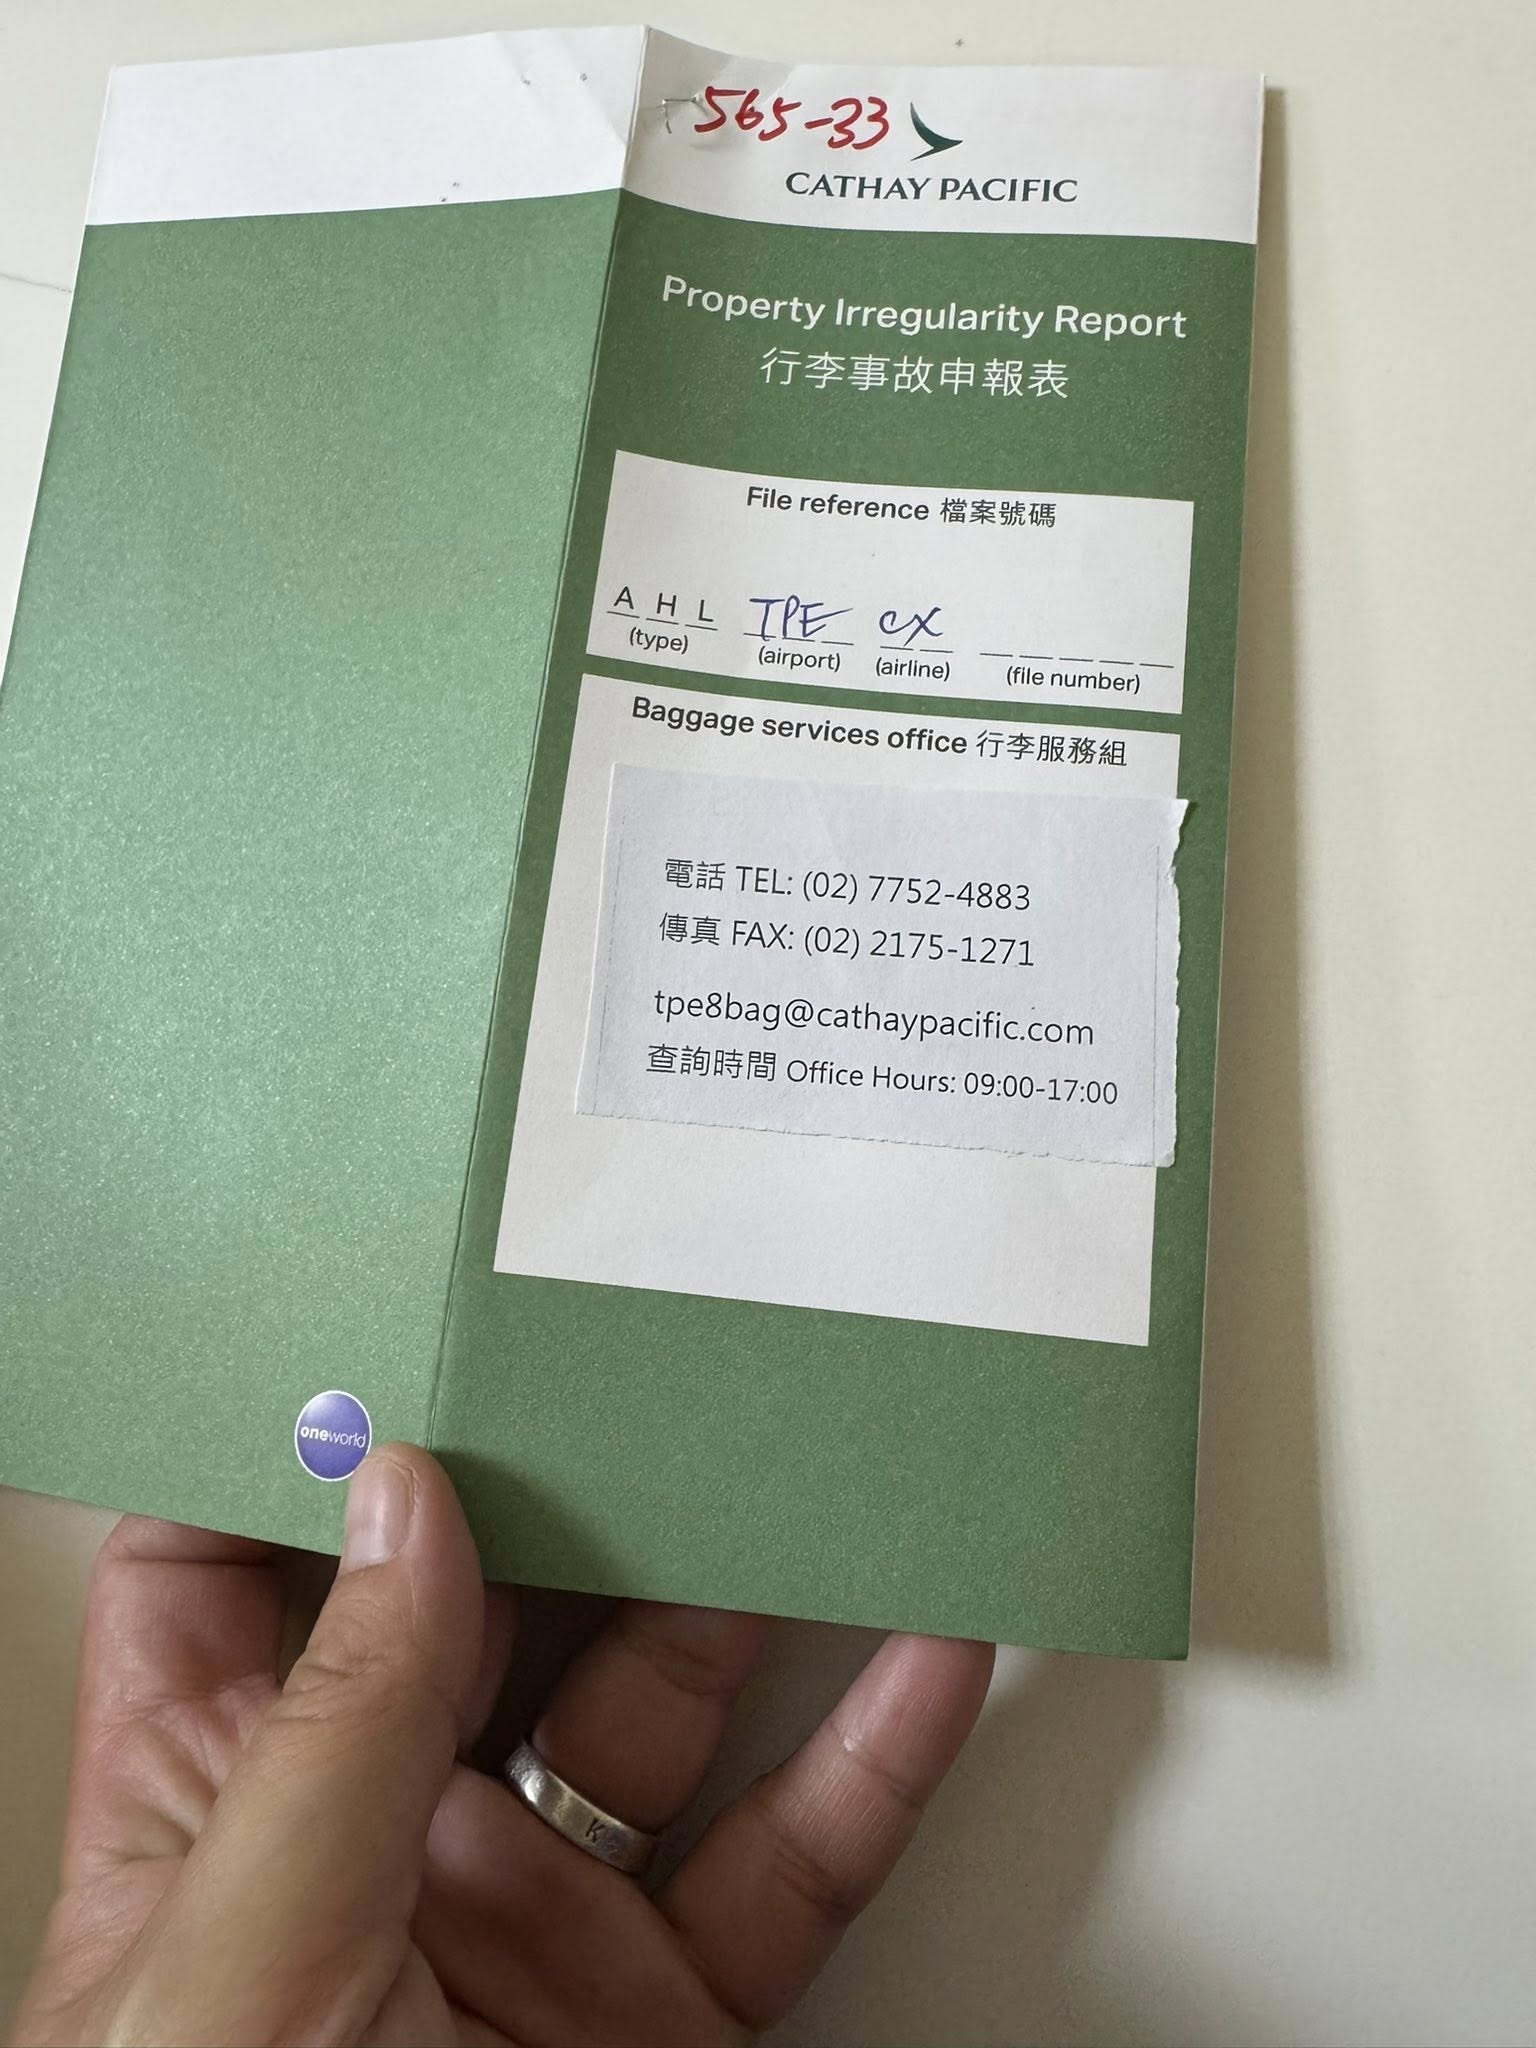 565-33
CATHAY PACIFIC
Property Irregularity Report
行李事故申報表
File reference 檔案號碼
A H L TPE CX
(type) (airport) (airline) (file number)
Baggage services office 行李服務組
電話 TEL: (02) 7752-4883
傳真 FAX: (02) 2175-1271
tpe8bag@cathaypacific.com
查詢時間 Office Hours: 09:00-17:00
oneworld
K